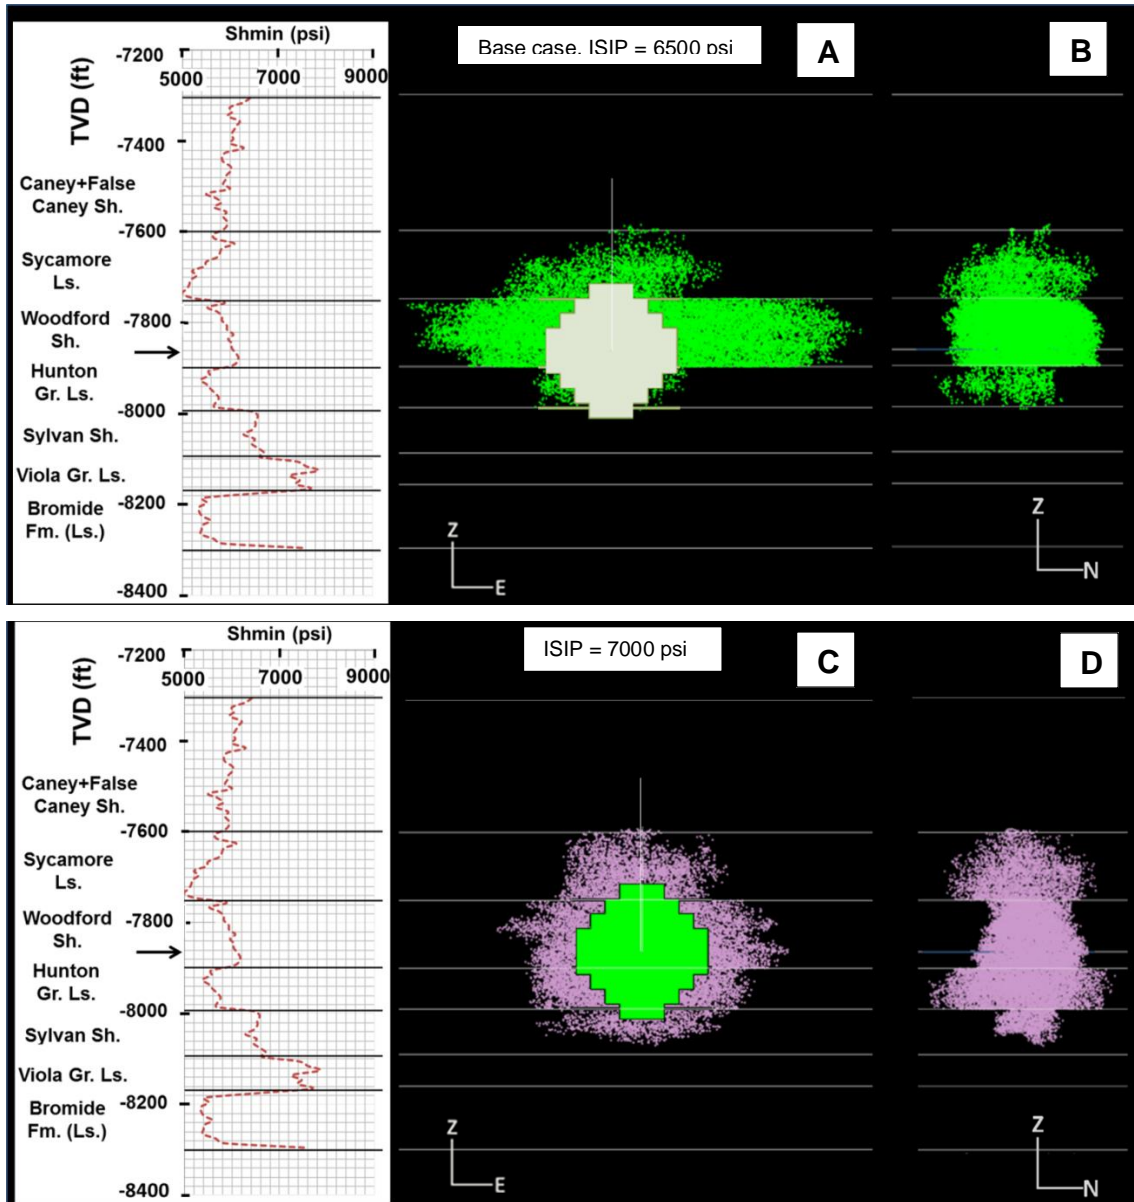 Shmin (psi)
-7200
5000 7000 9000
TVD (ft)
-7400
Caney+False
Caney Sh.
-7600
Sycamore
Ls.
Woodford
Sh.
-7800
Hunton
Gr. Ls.
-8000
Sylvan Sh.
Viola Gr. Ls.
-8200
Bromide
Fm. (Ls.)
-8400
Base case. ISIP = 6500 psi
A
B
Z
E
Z
N
Shmin (psi)
-7200
5000 7000 9000
TVD (ft)
-7400
Caney+False
Caney Sh.
-7600
Sycamore
Ls.
Woodford
Sh.
-7800
Hunton
Gr. Ls.
-8000
Sylvan Sh.
Viola Gr. Ls.
-8200
Bromide
Fm. (Ls.)
-8400
ISIP = 7000 psi
C
D
Z
E
Z
N